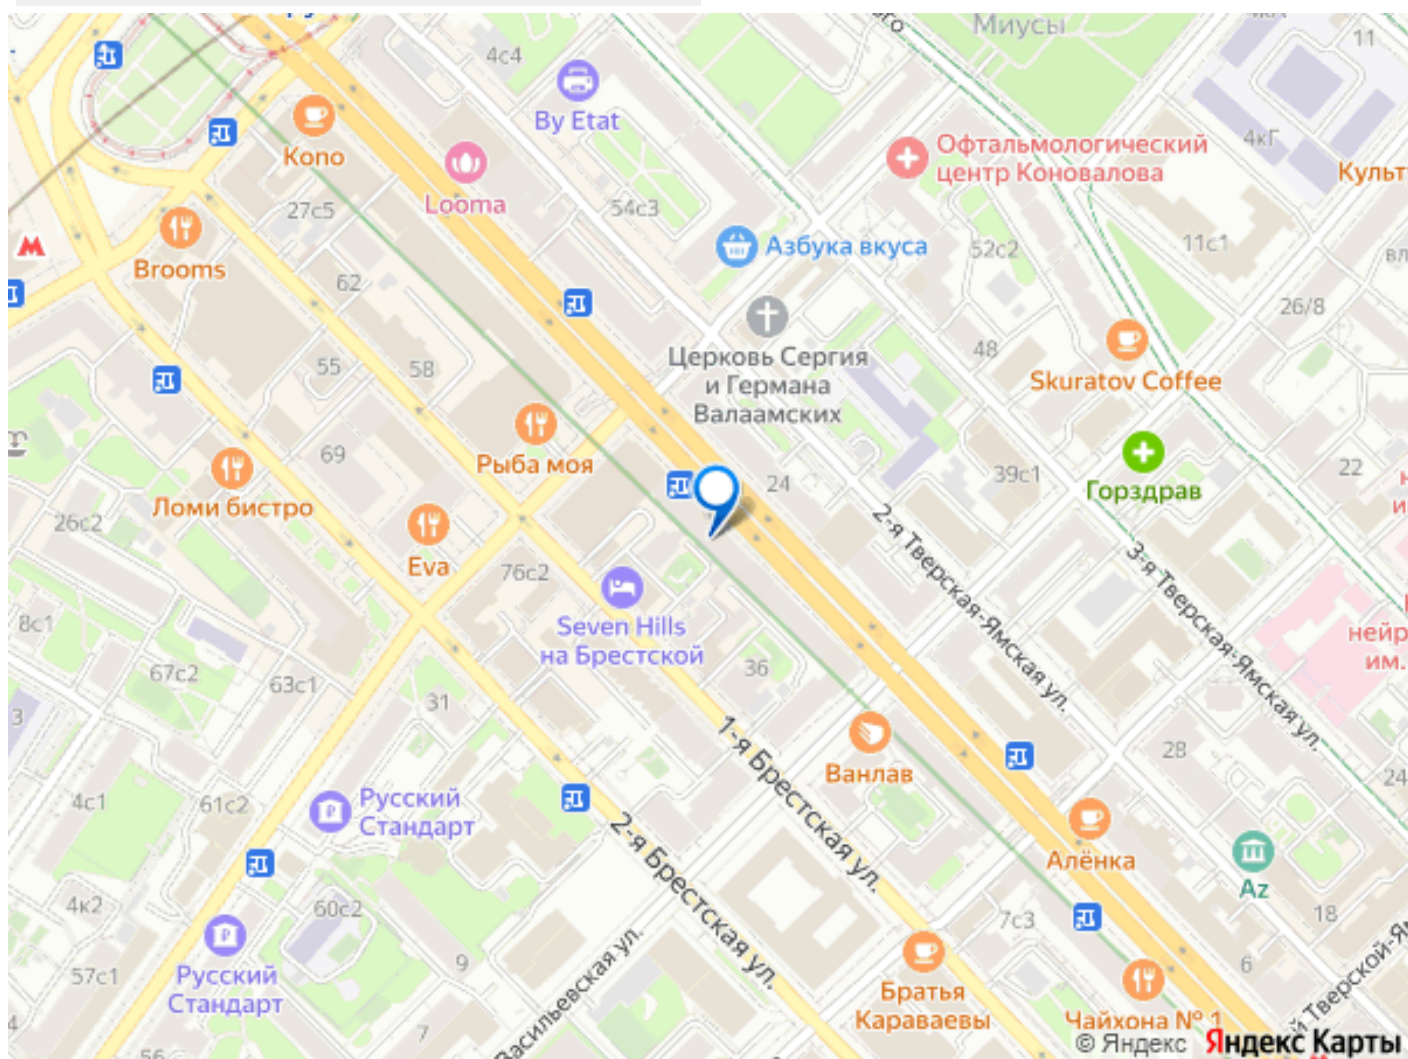 Миусы
4с4
11
By Etat
4кГ
Офтальмологический
центр Коновалова
Kono
Looma
27с5
54с3
Азбука вкуса
52с2
11с1
Brooms
62
26/8
Церковь Сергия
и Германа
Валаамских
48
Skuratov Coffee
55
58
69
Рыба моя
24
39с1
22
Горздрав
Ломи бистро
26с2
Eva
76с2
2-я Тверская-Ямская ул.
3-я Тверская-Ямская ул.
8с1
Seven Hills
на Брестской
36
67с2
63с1
31
3
им.
1-я Брестская ул.
Ванлав
28
24
4с1
61с2
Русский
Стандарт
2-я Брестская ул.
Алёнка
Az
4к2
60с2
7с3
18
57с1
Русский
Стандарт
9
Васильевская ул.
Братья
Караваевы
6
Чайхона № 1
7
56
© Яндекс
Яндекс Карты